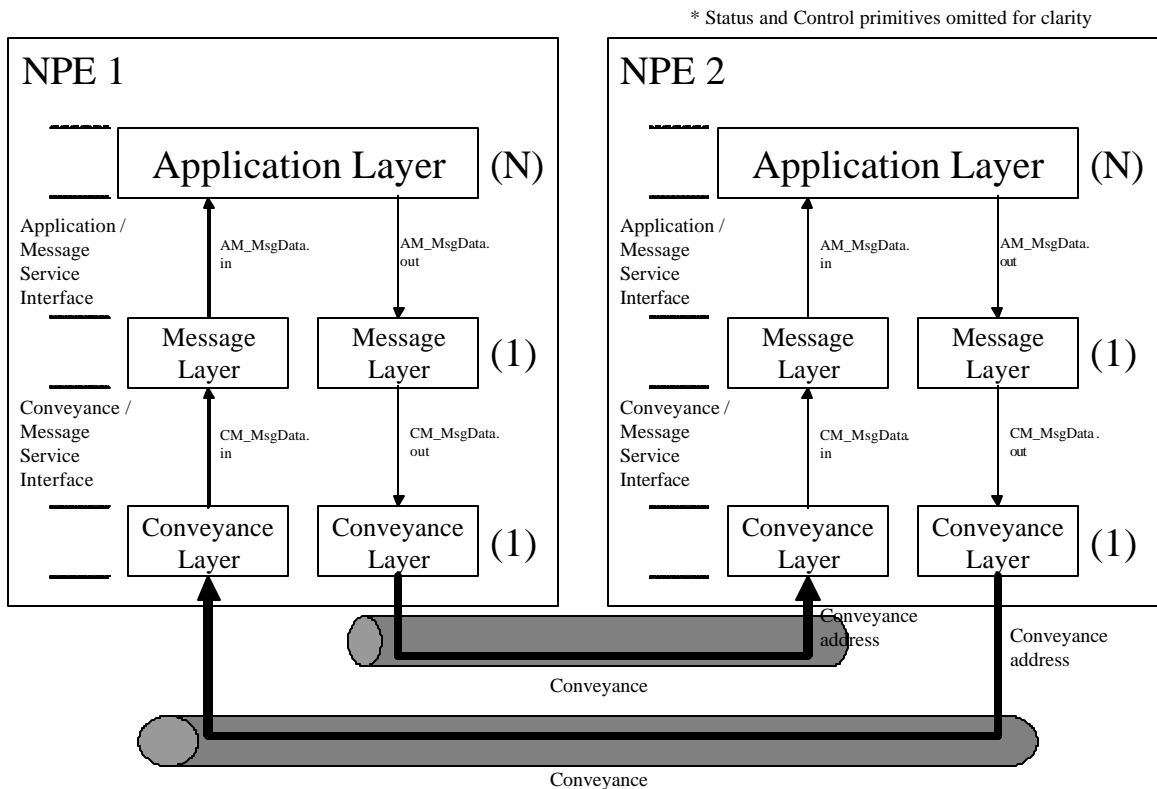 * Status and Control primitives omitted for clarity
NPE 1
Application Layer
(N)
Application /
Message
Service
Interface
AM_MsgData.
in
AM_MsgData.
out
Message
Layer
Message
Layer
(1)
Conveyance /
Message
Service
Interface
CM_MsgData.
in
CM_MsgData.
out
Conveyance
Layer
Conveyance
Layer
(1)
NPE 2
Application Layer
(N)
Application /
Message
Service
Interface
AM_MsgData.
in
AM_MsgData.
out
Message
Layer
Message
Layer
(1)
Conveyance /
Message
Service
Interface
CM_MsgData.
in
CM_MsgData.
out
Conveyance
Layer
Conveyance
Layer
(1)
Conveyance
address
Conveyance
address
Conveyance
Conveyance